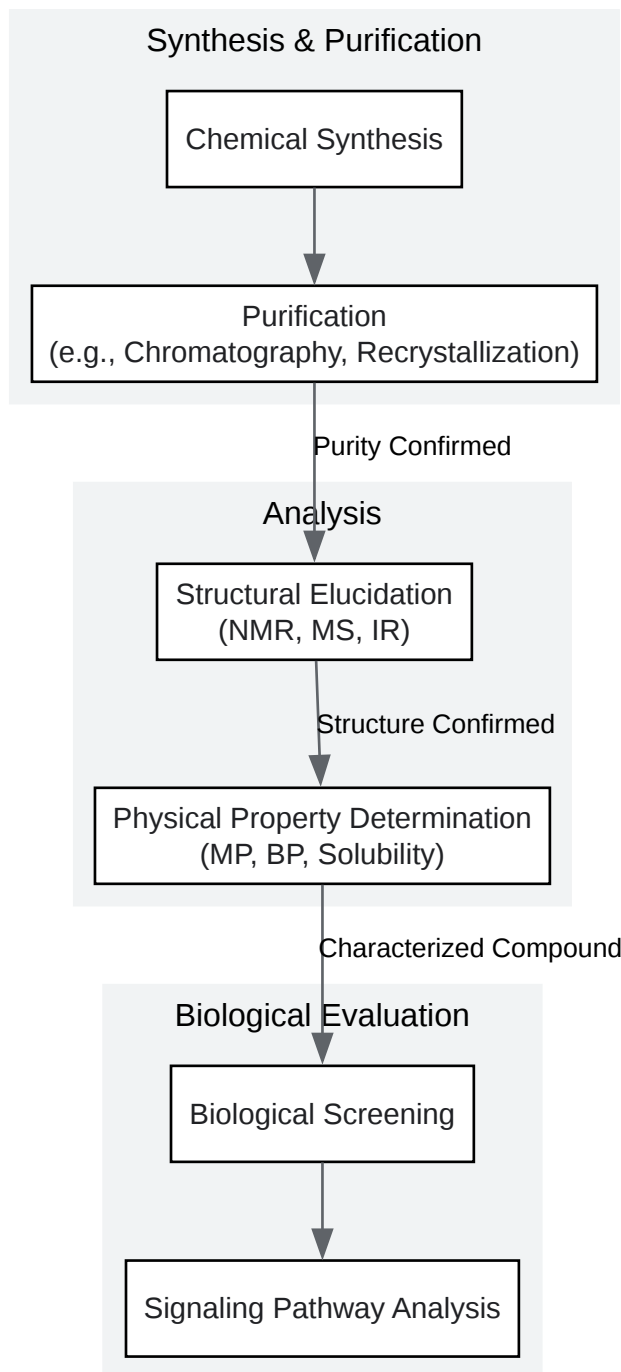 Synthesis & Purification
Chemical Synthesis
Purification
(e.g., Chromatography, Recrystallization)
Purity Confirmed
Analysis
Structural Elucidation
(NMR, MS, IR)
Structure Confirmed
Physical Property Determination
(MP, BP, Solubility)
Characterized Compound
Biological Evaluation
Biological Screening
Signaling Pathway Analysis